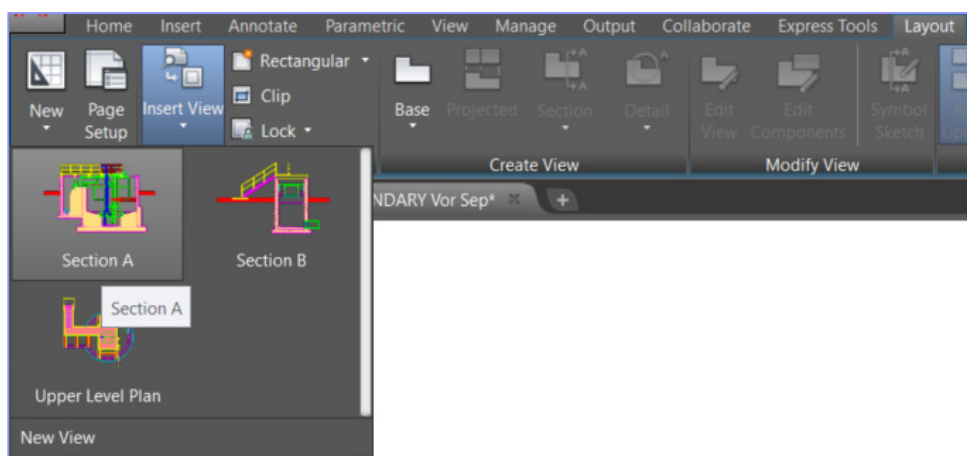 Home Insert Annotate Parametric View Manage Output Collaborate Express Tools Layout
New
Page Setup
Insert View
Rectangular
Clip
Lock
Base
Projected
Section
Detail
Edit View
Edit Components
Symbol Sketch
Create View
Modify View
NDARY Vor Sep*
Section A
Section B
Section A
Upper Level Plan
New View